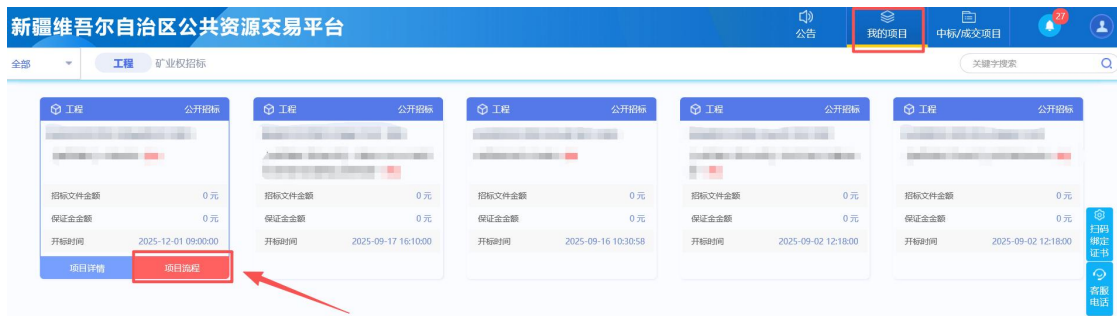 新疆维吾尔自治区公共资源交易平台
公告
我的项目
中标/成交项目
27
全部
工程
矿业权招标
关键字搜索
工程 公开招标
招标文件金额 0 元
保证金金额 0 元
开标时间 2025-12-01 09:00:00
项目详情 项目流程
工程 公开招标
招标文件金额 0 元
保证金金额 0 元
开标时间 2025-09-17 16:10:00
工程 公开招标
招标文件金额 0 元
保证金金额 0 元
开标时间 2025-09-16 10:30:58
工程 公开招标
招标文件金额 0 元
保证金金额 0 元
开标时间 2025-09-02 12:18:00
工程 公开招标
招标文件金额 0 元
保证金金额 0 元
开标时间 2025-09-02 12:18:00
扫码
绑定
证书
客服
电话